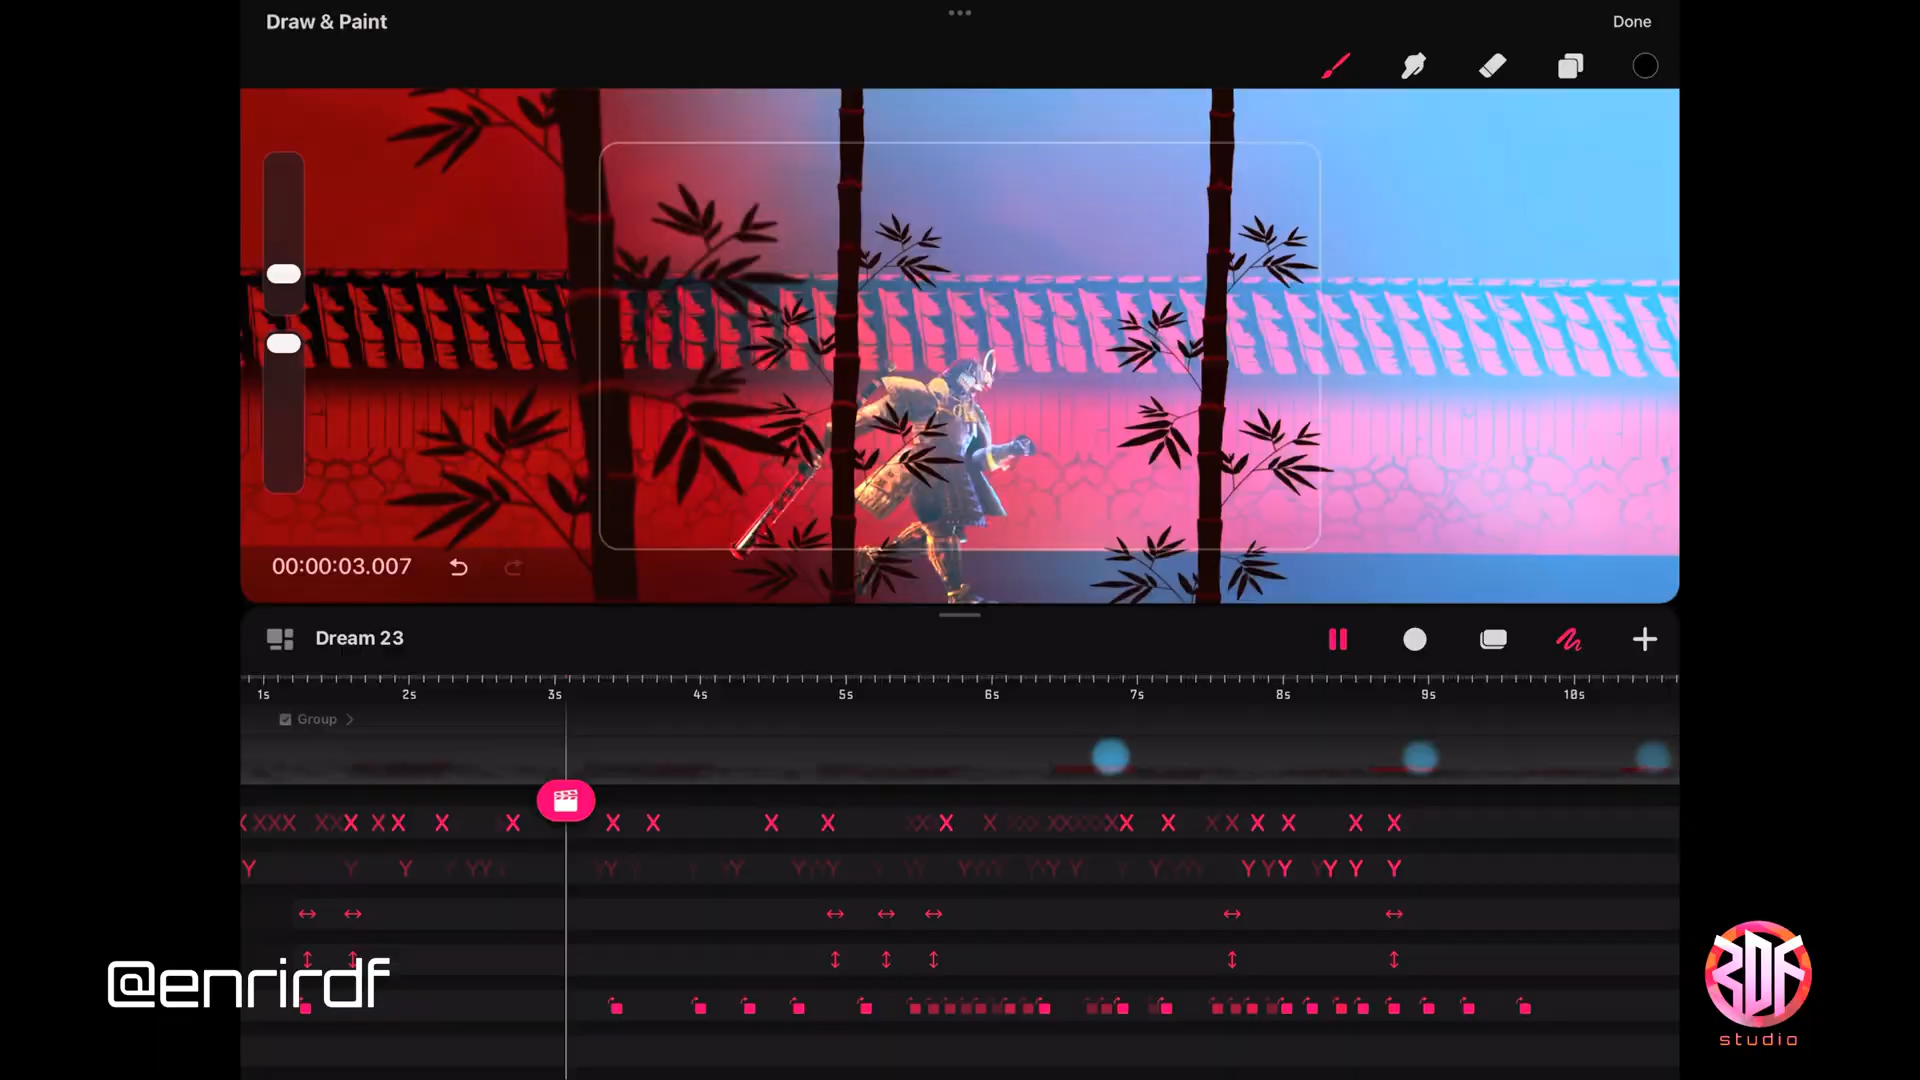 Draw & Paint
Done
00:00:03.007
Dream 23
1s 2s 3s 4s 5s 6s 7s 8s 9s 10s
Group
@enrirdf
RDF
studio